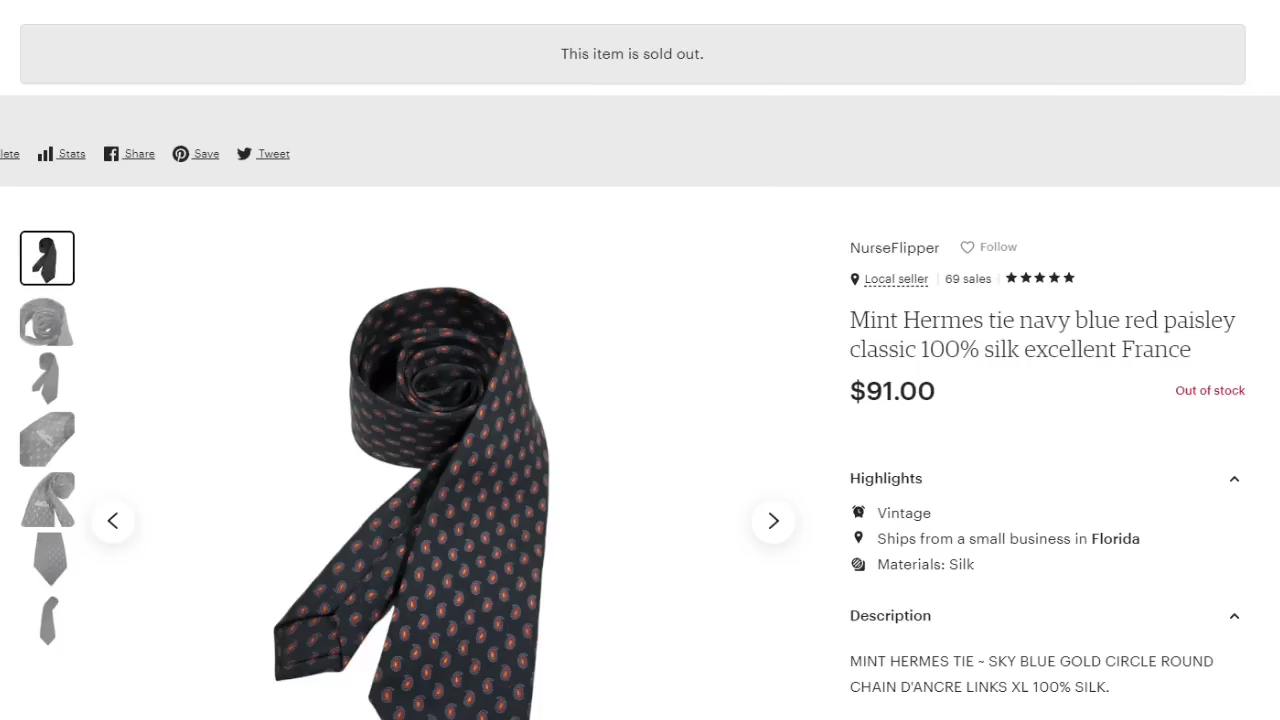 This item is sold out.
lete Stats Share Save Tweet
NurseFlipper Follow
Local seller 69 sales
Mint Hermes tie navy blue red paisley
classic 100% silk excellent France
$91.00 Out of stock
Highlights
Vintage
Ships from a small business in Florida
Materials: Silk
Description
MINT HERMES TIE ~ SKY BLUE GOLD CIRCLE ROUND
CHAIN D'ANCRE LINKS XL 100% SILK.